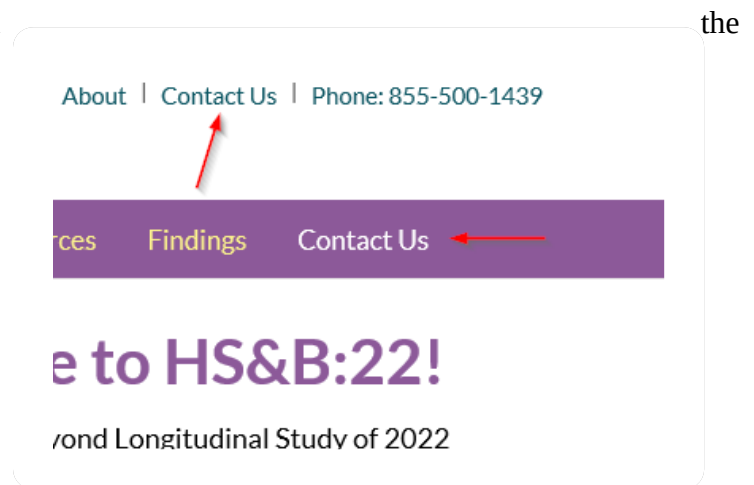 the
About | Contact Us | Phone: 855-500-1439
rces Findings Contact Us
e to HS&B:22!
yond Longitudinal Study of 2022